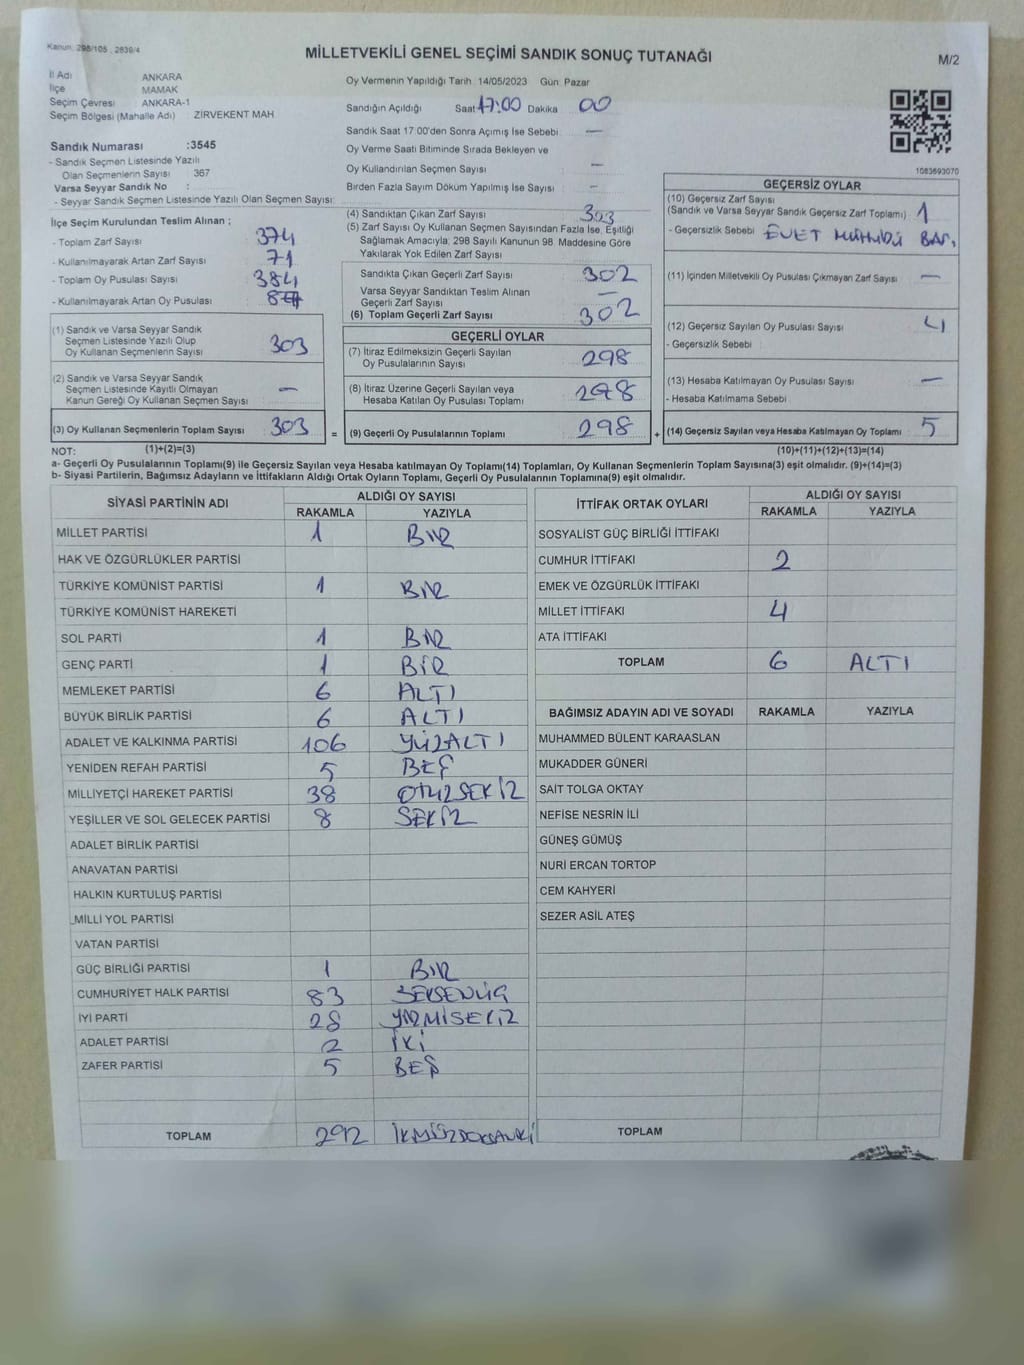 Kanun: 298/105 , 2839/4
MİLLETVEKİLİ GENEL SEÇİMİ SANDIK SONUÇ TUTANAĞI
M/2
İl Adı ANKARA
İlçe MAMAK
Seçim Çevresi ANKARA-1
Seçim Bölgesi (Mahalle Adı) ZİRVEKENT MAH
Oy Vermenin Yapıldığı Tarih 14/05/2023 Gün: Pazar
Sandığın Açıldığı Saat 17:00 Dakika 00
Sandık Saat 17:00'den Sonra Açımış İse Sebebi: —
Oy Verme Saati Bitiminde Sırada Bekleyen ve
Oy Kullandırılan Seçmen Sayısı —
Birden Fazla Sayım Döküm Yapılmış İse Sayısı –
Sandık Numarası :3545
- Sandık Seçmen Listesinde Yazılı
Olan Seçmenlerin Sayısı 367
Varsa Seyyar Sandık No :
- Seyyar Sandık Seçmen Listesinde Yazılı Olan Seçmen Sayısı:
İlçe Seçim Kurulundan Teslim Alınan ;
- Toplam Zarf Sayısı 374
- Kullanılmayarak Artan Zarf Sayısı 71
- Toplam Oy Pusulası Sayısı 384
- Kullanılmayarak Artan Oy Pusulası
(1) Sandık ve Varsa Seyyar Sandık
Seçmen Listesinde Yazılı Olup
Oy Kullanan Seçmenlerin Sayısı 303
(2) Sandık ve Varsa Seyyar Sandık
Seçmen Listesinde Kayıtlı Olmayan
Kanun Gereği Oy Kullanan Seçmen Sayısı —
(3) Oy Kullanan Seçmenlerin Toplam Sayısı 303
(4) Sandıktan Çıkan Zarf Sayısı 303
(5) Zarf Sayısı Oy Kullanan Seçmen Sayısından Fazla İse, Eşitliği
Sağlamak Amacıyla; 298 Sayılı Kanunun 98. Maddesine Göre
Yakılarak Yok Edilen Zarf Sayısı
Sandıkta Çıkan Geçerli Zarf Sayısı 302
Varsa Seyyar Sandıktan Teslim Alınan
Geçerli Zarf Sayısı —
(6) Toplam Geçerli Zarf Sayısı 302
GEÇERLİ OYLAR
(7) İtiraz Edilmeksizin Geçerli Sayılan
Oy Pusulalarının Sayısı 298
(8) İtiraz Üzerine Geçerli Sayılan veya
Hesaba Katılan Oy Pusulaları Toplamı 298
= (9) Geçerli Oy Pusulalarının Toplamı 298
1083693070
GEÇERSİZ OYLAR
(10) Geçersiz Zarf Sayısı
(Sandık ve Varsa Seyyar Sandık Geçersiz Zarf Toplamı) 1
- Geçersizlik Sebebi EVET MÜHÜRÜ
(11) İçinden Milletvekili Oy Pusulası Çıkmayan Zarf Sayısı —
(12) Geçersiz Sayılan Oy Pusulası Sayısı 4
- Geçersizlik Sebebi
(13) Hesaba Katılmayan Oy Pusulası Sayısı —
- Hesaba Katılmama Sebebi
+ (14) Geçersiz Sayılan veya Hesaba Katılmayan Oy Toplamı 5
NOT: (1)+(2)=(3) (10)+(11)+(12)+(13)=(14)
a- Geçerli Oy Pusulalarının Toplamı(9) ile Geçersiz Sayılan veya Hesaba katılmayan Oy Toplamı(14) Toplamları, Oy Kullanan Seçmenlerin Toplam Sayısına(3) eşit olmalıdır. (9)+(14)=(3)
b- Siyasi Partilerin, Bağımsız Adayların ve İttifakların Aldığı Ortak Oyların Toplamı, Geçerli Oy Pusulalarının Toplamına(9) eşit olmalıdır.
SİYASİ PARTİNİN ADI ALDIĞI OY SAYISI
RAKAMLA YAZIYLA
MİLLET PARTİSİ 1 BİR
HAK VE ÖZGÜRLÜKLER PARTİSİ
TÜRKİYE KOMÜNİST PARTİSİ 1 BİR
TÜRKİYE KOMÜNİST HAREKETİ
SOL PARTİ 1 BİR
GENÇ PARTİ 1 BİR
MEMLEKET PARTİSİ 6 ALTI
BÜYÜK BİRLİK PARTİSİ 6 ALTI
ADALET VE KALKINMA PARTİSİ 106 YÜZALTI
YENİDEN REFAH PARTİSİ 5 BEŞ
MİLLİYETÇİ HAREKET PARTİSİ 38 OTUZSEKİZ
YEŞİLLER VE SOL GELECEK PARTİSİ 8 SEKİZ
ADALET BİRLİK PARTİSİ
ANAVATAN PARTİSİ
HALKIN KURTULUŞ PARTİSİ
MİLLİ YOL PARTİSİ
VATAN PARTİSİ
GÜÇ BİRLİĞİ PARTİSİ 1 BİR
CUMHURİYET HALK PARTİSİ 83 SEKSENÜÇ
İYİ PARTİ 28 YİRMİSEKİZ
ADALET PARTİSİ 2 İKİ
ZAFER PARTİSİ 5 BEŞ
TOPLAM 292
İTTİFAK ORTAK OYLARI ALDIĞI OY SAYISI
RAKAMLA YAZIYLA
SOSYALİST GÜÇ BİRLİĞİ İTTİFAKI
CUMHUR İTTİFAKI 2
EMEK VE ÖZGÜRLÜK İTTİFAKI
MİLLET İTTİFAKI 4
ATA İTTİFAKI
TOPLAM 6 ALTI
BAĞIMSIZ ADAYIN ADI VE SOYADI RAKAMLA YAZIYLA
MUHAMMED BÜLENT KARAASLAN
MUKADDER GÜNERİ
SAİT TOLGA OKTAY
NEFİSE NESRİN İLİ
GÜNEŞ GÜMÜŞ
NURİ ERCAN TORTOP
CEM KAHYERİ
SEZER ASİL ATEŞ
TOPLAM